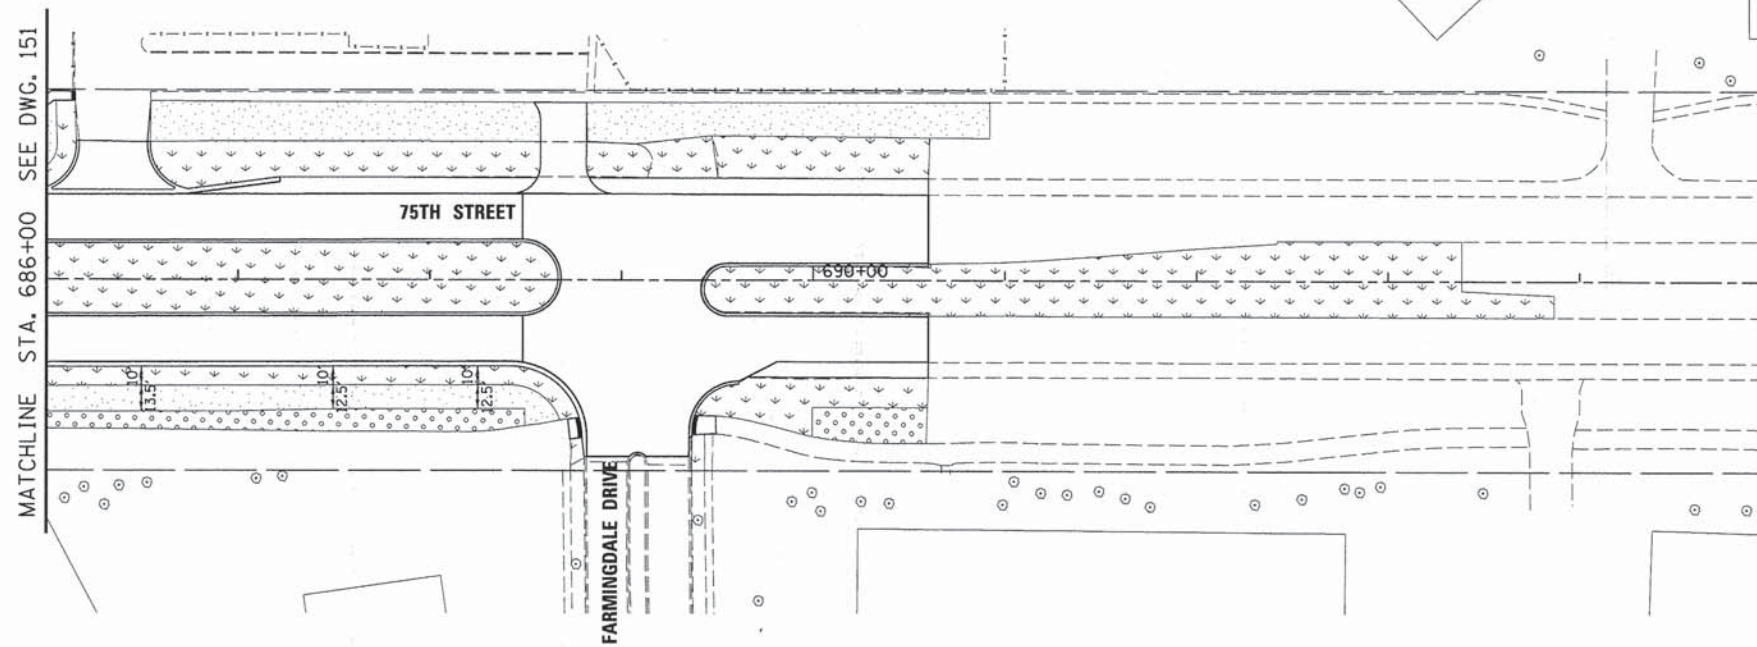 MATCHLINE STA. 686+00 SEE DWG. 151
75TH STREET
690+00
10'
13.5'
10'
12.5'
10'
12.5'
FARMINGDALE DRIVE